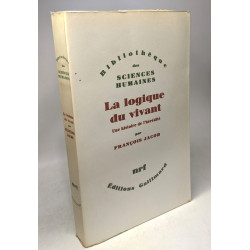 Bibliothèque
des
SCIENCES
HUMAINES
La logique
du vivant
Une histoire de l'hérédité
par
FRANÇOIS JACOB
nrf
Éditions Gallimard